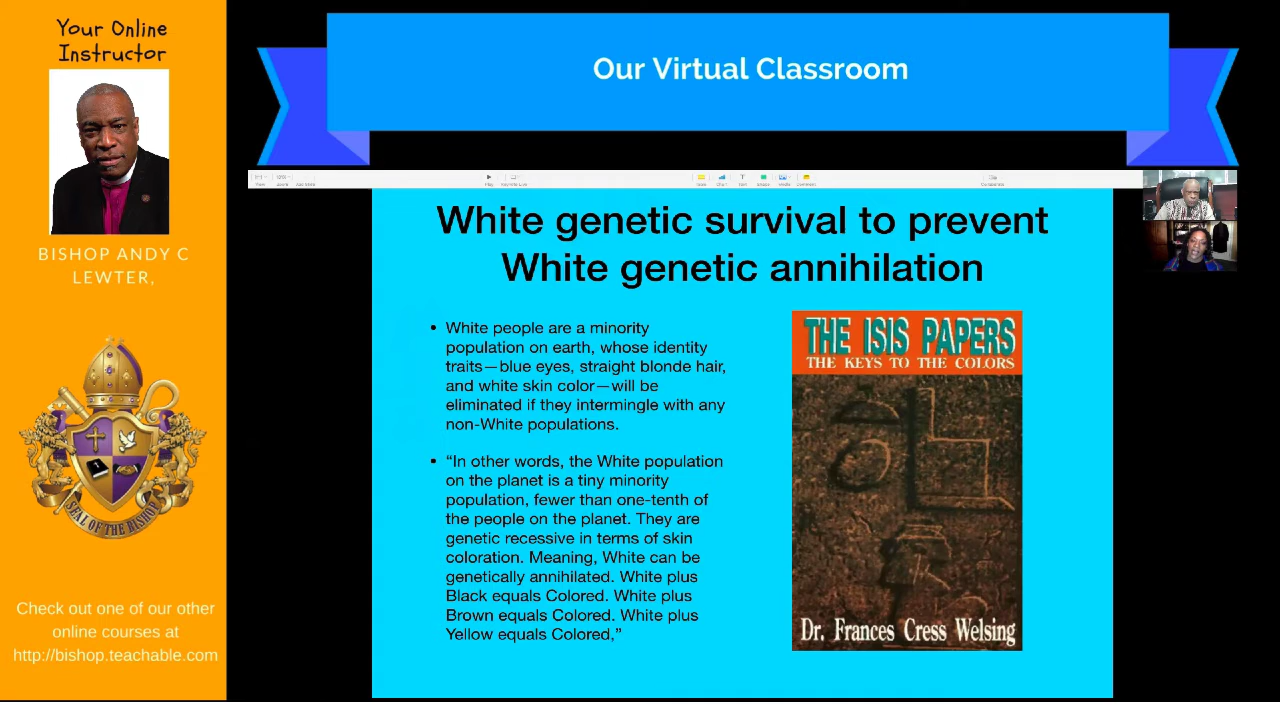 Your Online
Instructor
BISHOP ANDY C
LEWTER,
SEAL OF THE BISHOP
Check out one of our other
online courses at
http://bishop.teachable.com
Our Virtual Classroom
White genetic survival to prevent
White genetic annihilation
• White people are a minority
population on earth, whose identity
traits—blue eyes, straight blonde hair,
and white skin color—will be
eliminated if they intermingle with any
non-White populations.
• “In other words, the White population
on the planet is a tiny minority
population, fewer than one-tenth of
the people on the planet. They are
genetic recessive in terms of skin
coloration. Meaning, White can be
genetically annihilated. White plus
Black equals Colored. White plus
Brown equals Colored. White plus
Yellow equals Colored,”
THE ISIS PAPERS
THE KEYS TO THE COLORS
Dr. Frances Cress Welsing